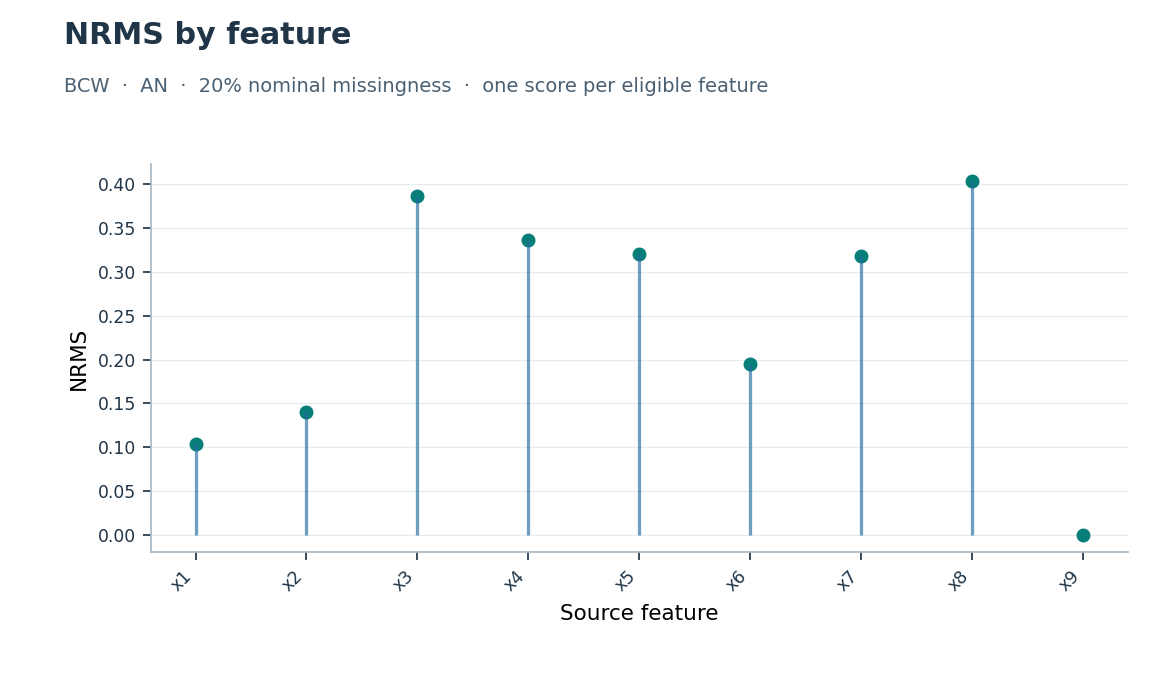 NRMS by feature
BCW · AN · 20% nominal missingness · one score per eligible feature
0.40
0.35
0.30
0.25
0.20
0.15
0.10
0.05
0.00
NRMS
x1 x2 x3 x4 x5 x6 x7 x8 x9
Source feature